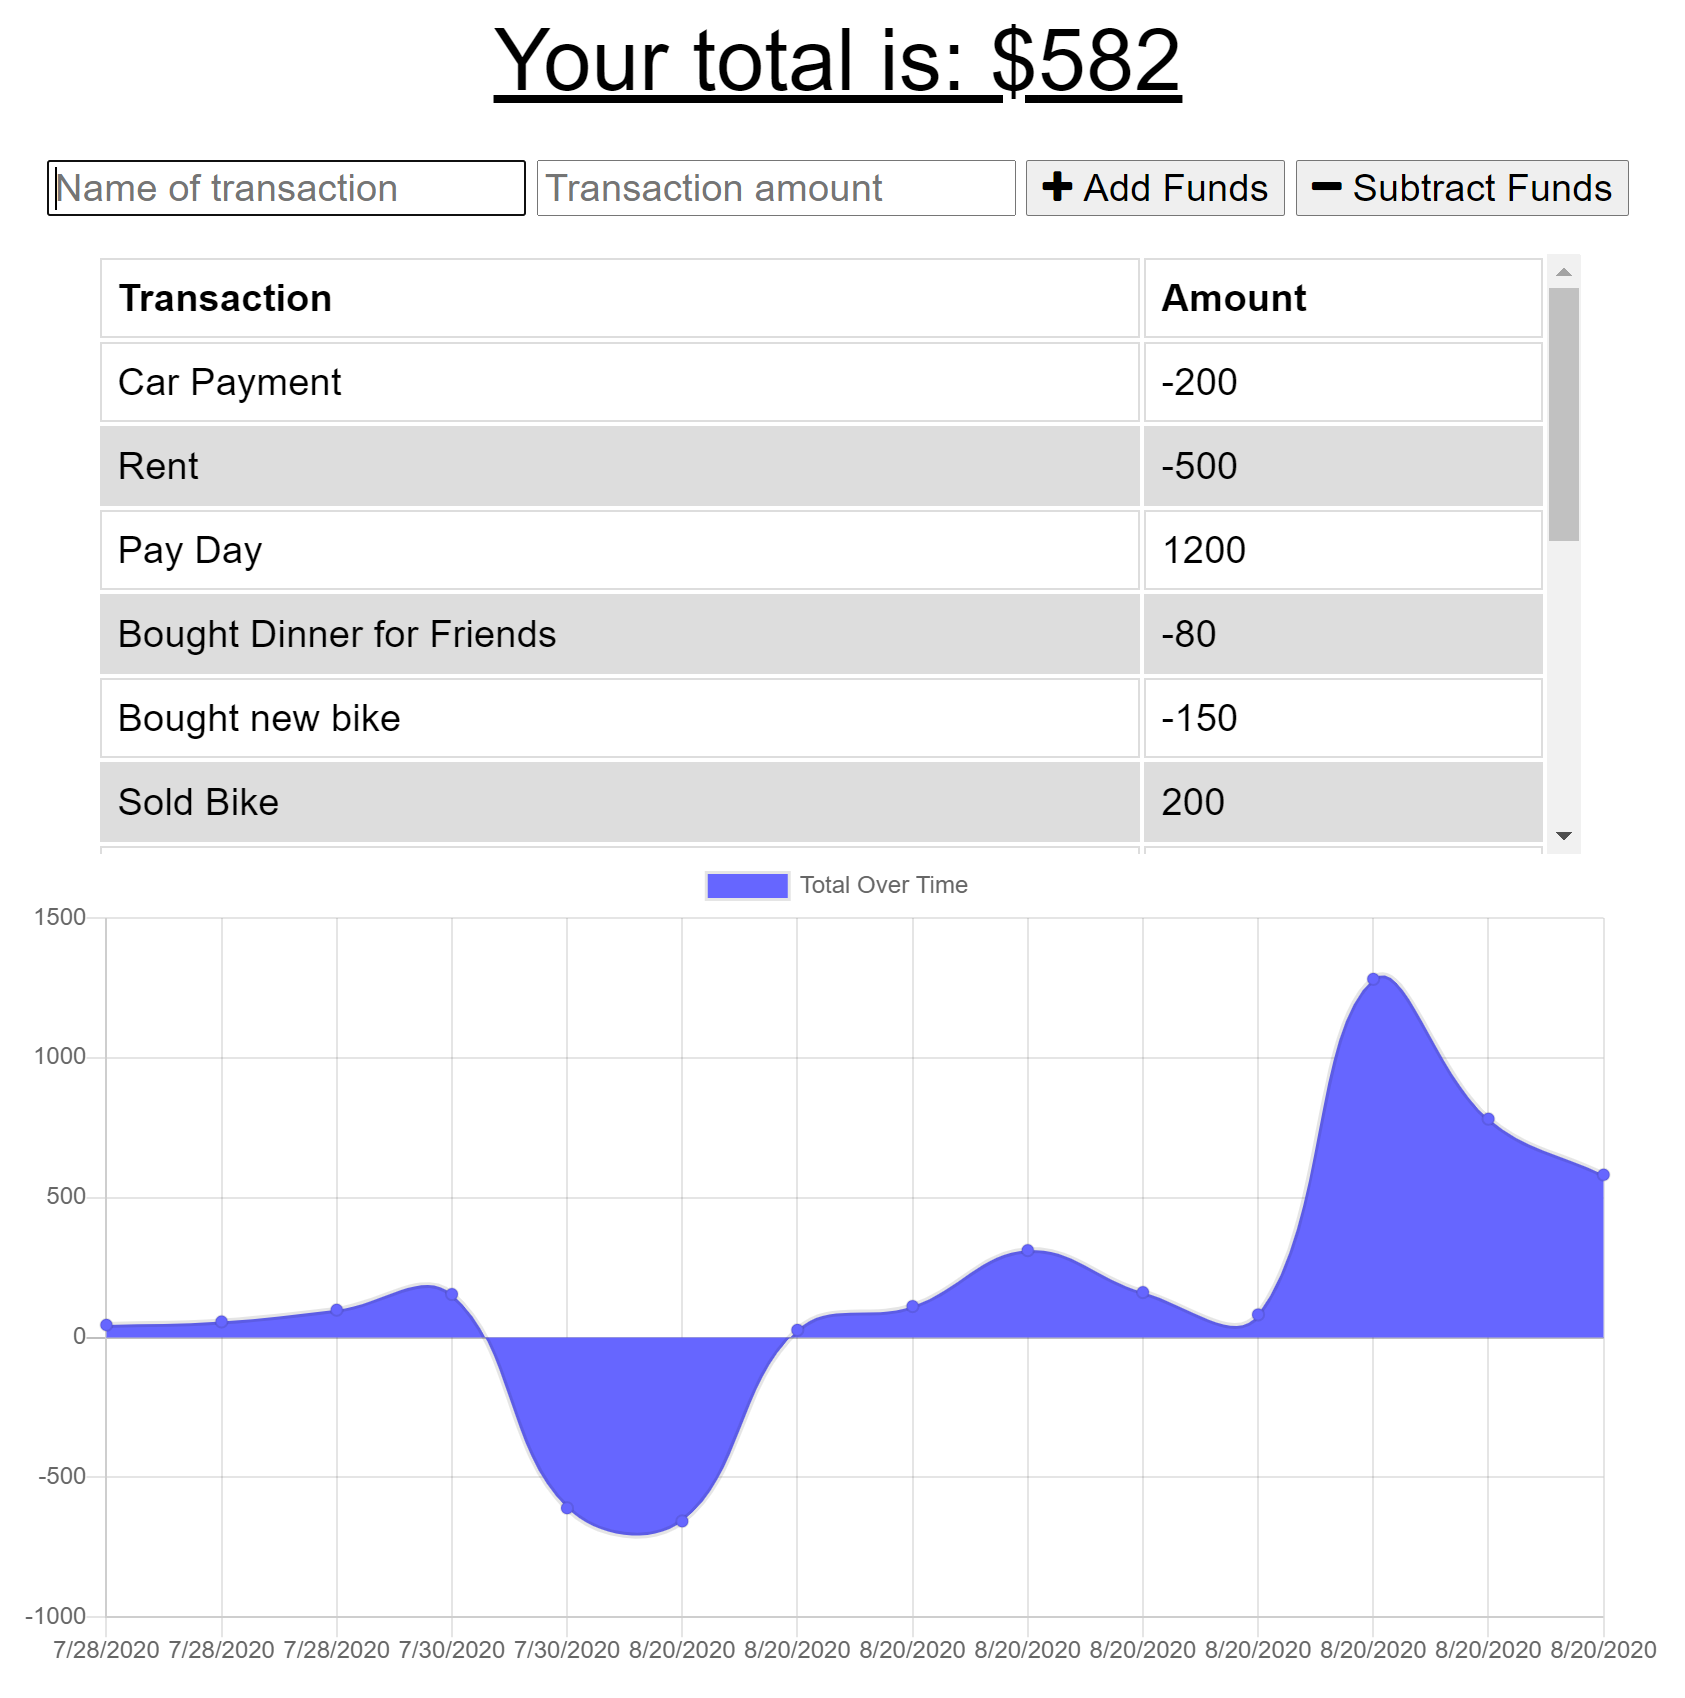 Your total is: $582
Name of transaction Transaction amount Add Funds Subtract Funds
Transaction Amount
Car Payment -200
Rent -500
Pay Day 1200
Bought Dinner for Friends -80
Bought new bike -150
Sold Bike 200
Total Over Time
1500
1000
500
0
-500
-1000
7/28/2020 7/28/2020 7/28/2020 7/30/2020 7/30/2020 8/20/2020 8/20/2020 8/20/2020 8/20/2020 8/20/2020 8/20/2020 8/20/2020 8/20/2020 8/20/2020